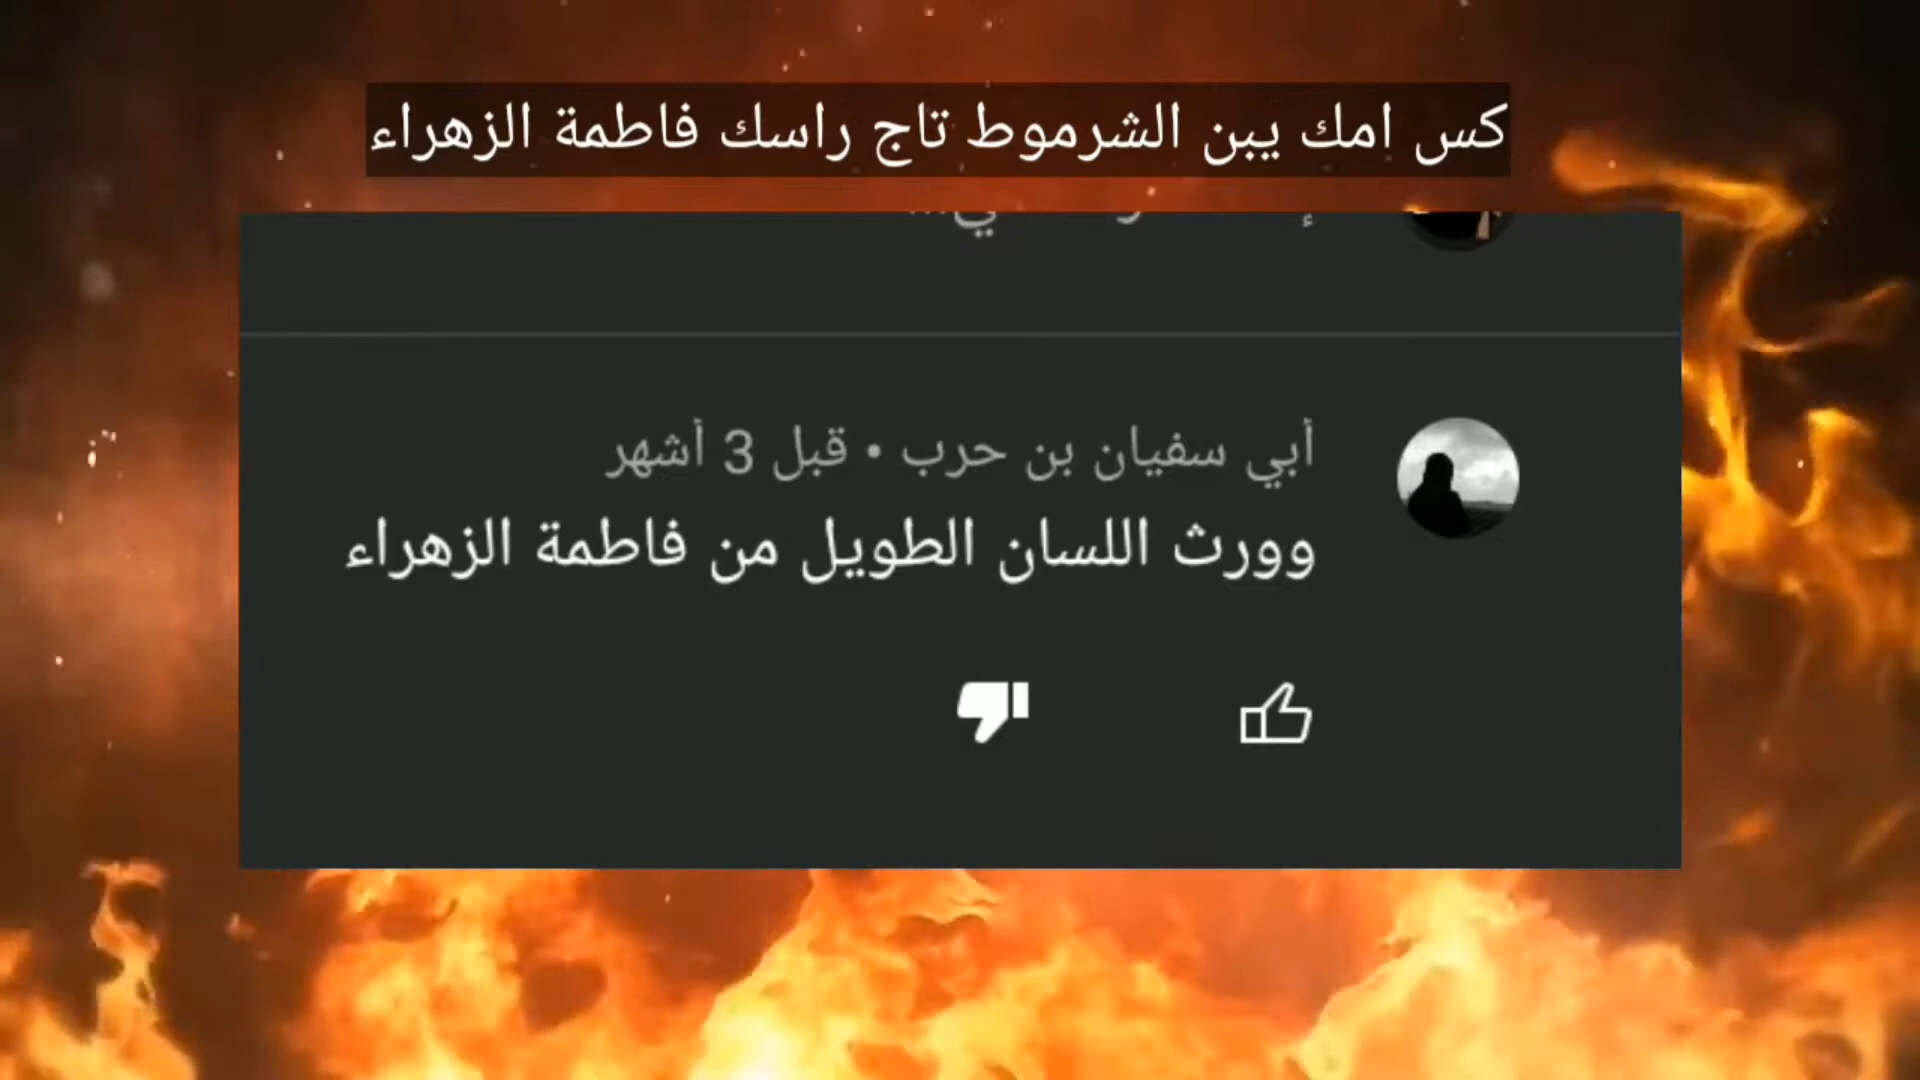 كس امك يبن الشرموط تاج راسك فاطمة الزهراء
أبي سفيان بن حرب • قبل 3 أشهر
وورث اللسان الطويل من فاطمة الزهراء